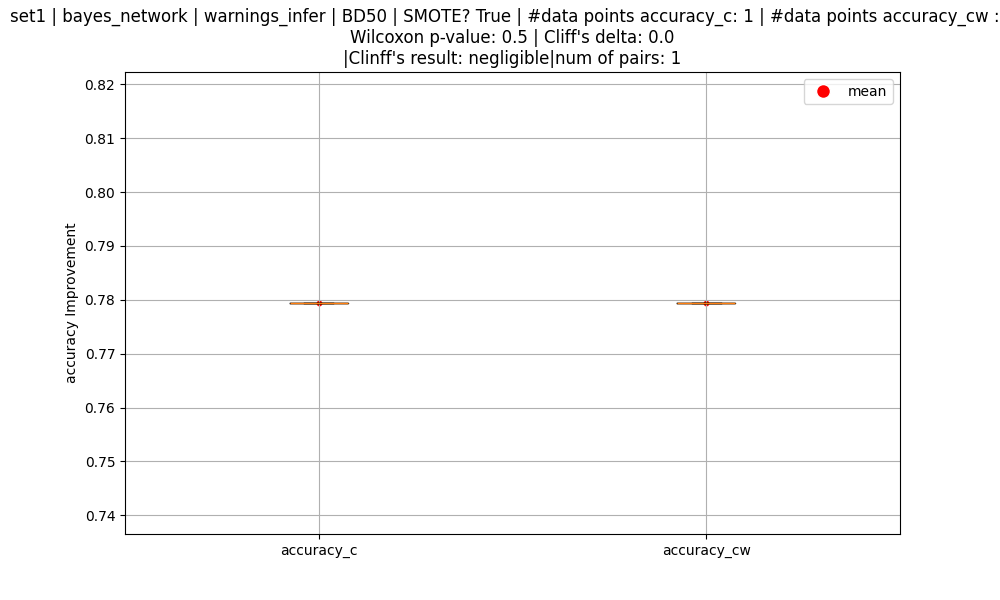 set1 | bayes_network | warnings_infer | BD50 | SMOTE? True | #data points accuracy_c: 1 | #data points accuracy_cw :
Wilcoxon p-value: 0.5 | Cliff's delta: 0.0
|Clinff's result: negligible|num of pairs: 1
mean
0.82
0.81
0.80
0.79
0.78
0.77
0.76
0.75
0.74
accuracy Improvement
accuracy_c
accuracy_cw